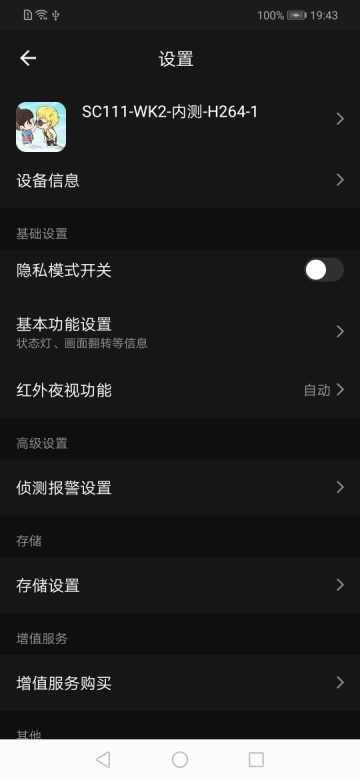 100% 19:43
设置
SC111-WK2-内测-H264-1
设备信息
基础设置
隐私模式开关
基本功能设置
状态灯、画面翻转等信息
红外夜视功能 自动
高级设置
侦测报警设置
存储
存储设置
增值服务
增值服务购买
其他